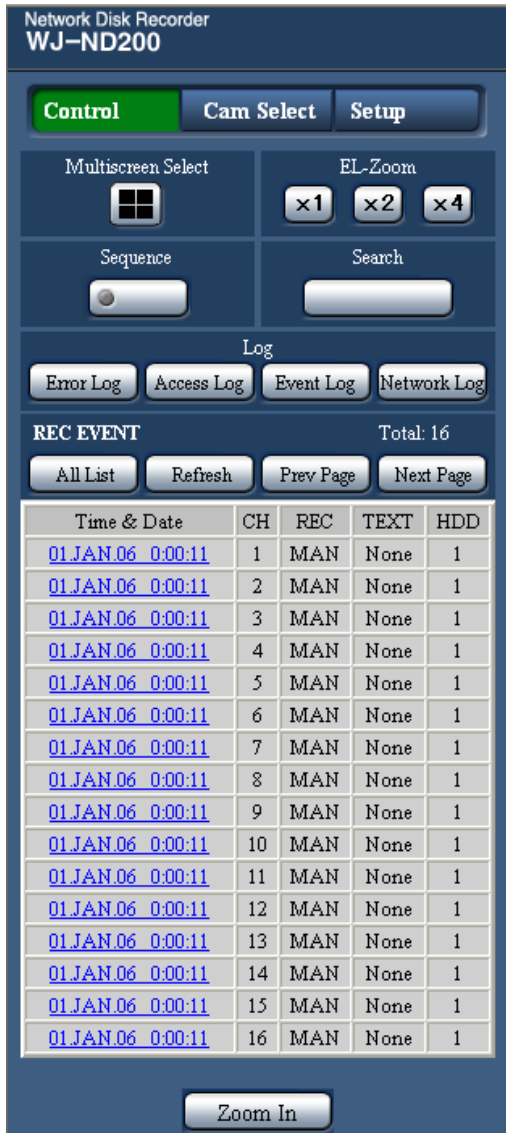 Network Disk Recorder
WJ-ND200
Control Cam Select Setup
Multiscreen Select EL-Zoom
×1 ×2 ×4
Sequence Search
Log
Error Log Access Log Event Log Network Log
REC EVENT Total: 16
All List Refresh Prev Page Next Page
Time & Date CH REC TEXT HDD
01.JAN.06 0:00:11 1 MAN None 1
01.JAN.06 0:00:11 2 MAN None 1
01.JAN.06 0:00:11 3 MAN None 1
01.JAN.06 0:00:11 4 MAN None 1
01.JAN.06 0:00:11 5 MAN None 1
01.JAN.06 0:00:11 6 MAN None 1
01.JAN.06 0:00:11 7 MAN None 1
01.JAN.06 0:00:11 8 MAN None 1
01.JAN.06 0:00:11 9 MAN None 1
01.JAN.06 0:00:11 10 MAN None 1
01.JAN.06 0:00:11 11 MAN None 1
01.JAN.06 0:00:11 12 MAN None 1
01.JAN.06 0:00:11 13 MAN None 1
01.JAN.06 0:00:11 14 MAN None 1
01.JAN.06 0:00:11 15 MAN None 1
01.JAN.06 0:00:11 16 MAN None 1
Zoom In